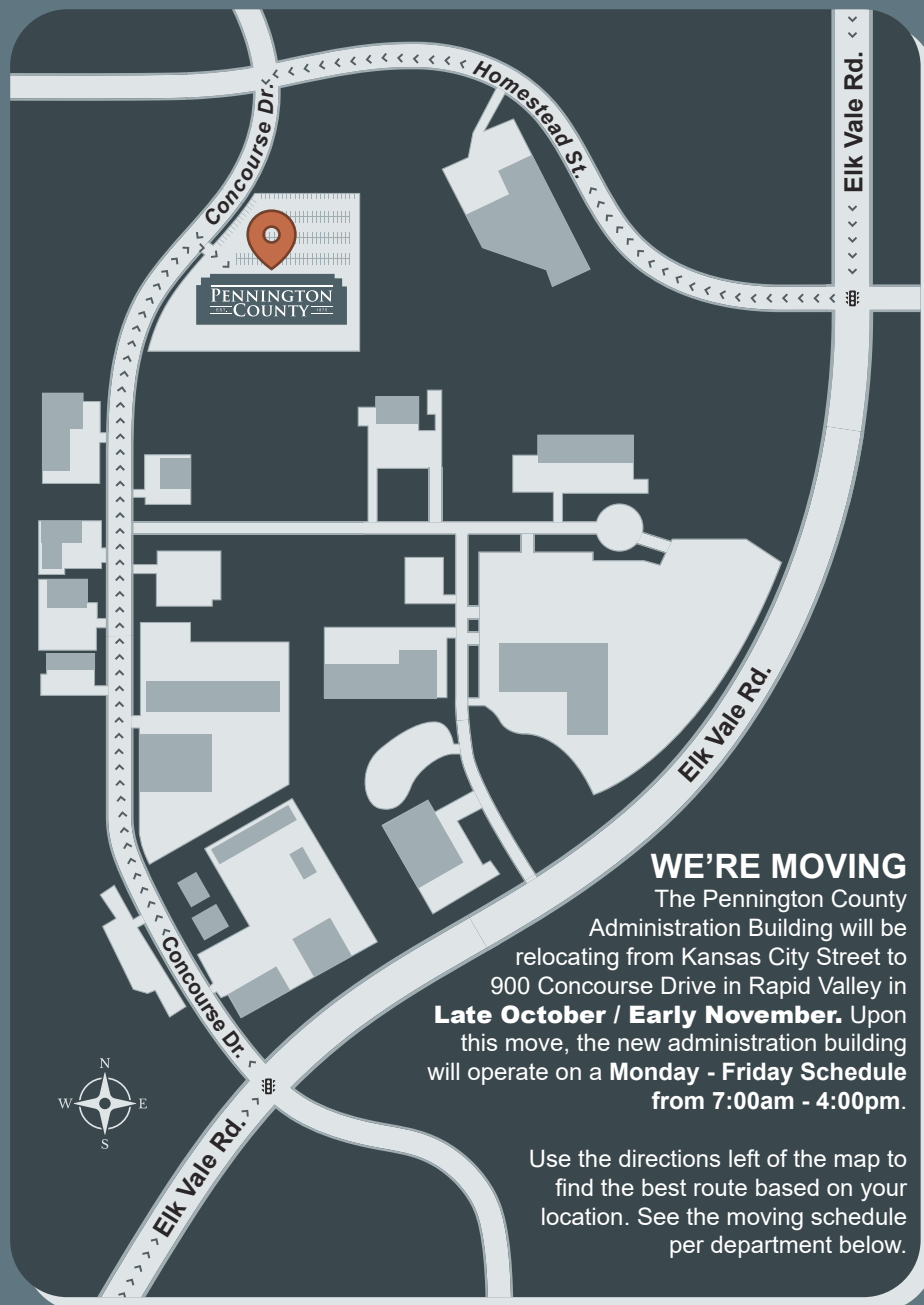 Elk Vale Rd.
Homestead St.
Concourse Dr.
PENNINGTON
COUNTY
Elk Vale Rd.
WE’RE MOVING
The Pennington County
Administration Building will be
relocating from Kansas City Street to
900 Concourse Drive in Rapid Valley in
Late October / Early November. Upon
this move, the new administration building
will operate on a Monday - Friday Schedule
from 7:00am - 4:00pm.
Concourse Dr.
N
W E
S
Elk Vale Rd.
Use the directions left of the map to
find the best route based on your
location. See the moving schedule
per department below.